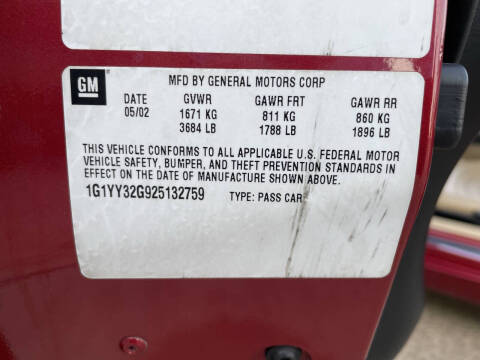 GM
MFD BY GENERAL MOTORS CORP
DATE GVWR GAWR FRT GAWR RR
05/02 1671 KG 811 KG 860 KG
3684 LB 1788 LB 1896 LB
THIS VEHICLE CONFORMS TO ALL APPLICABLE U.S. FEDERAL MOTOR
VEHICLE SAFETY, BUMPER, AND THEFT PREVENTION STANDARDS IN
EFFECT ON THE DATE OF MANUFACTURE SHOWN ABOVE.
1G1YY32G925132759 TYPE: PASS CAR